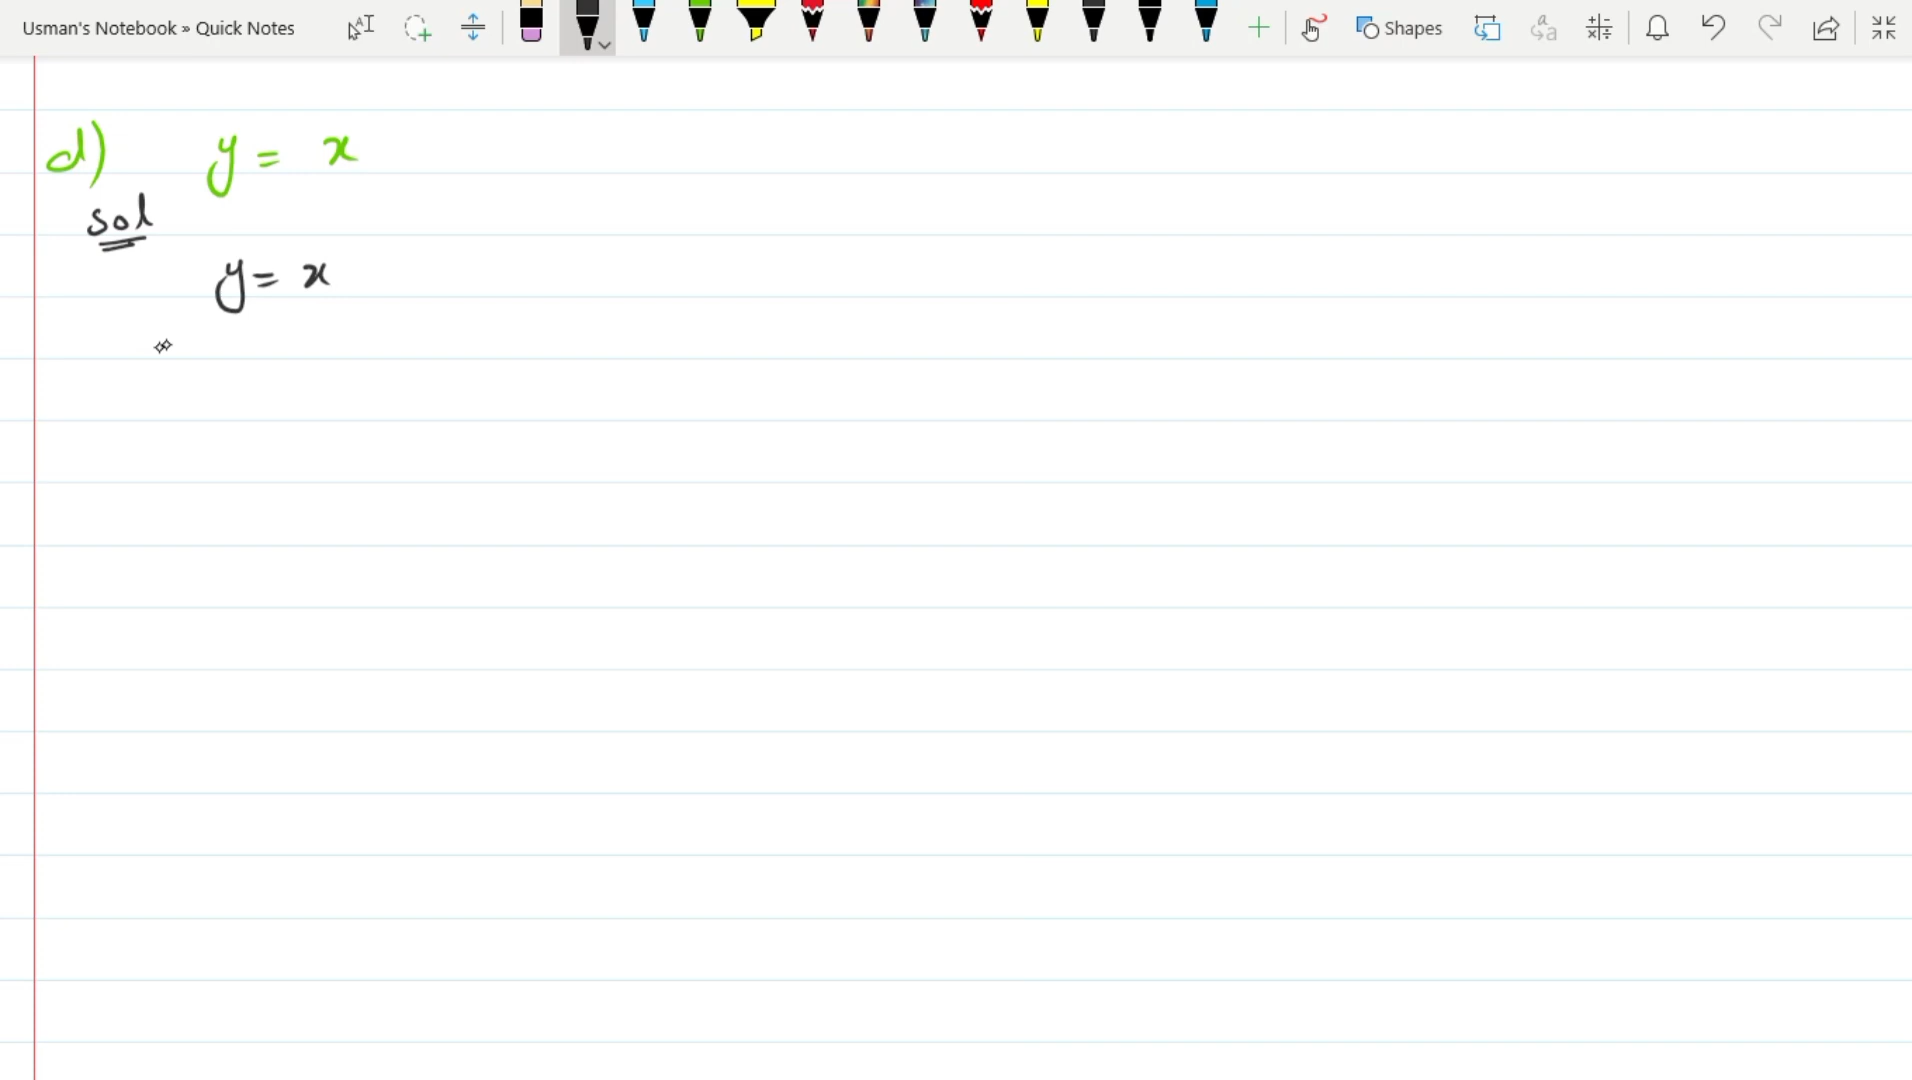 Usman's Notebook » Quick Notes Shapes
d) y = x
sol
y = x